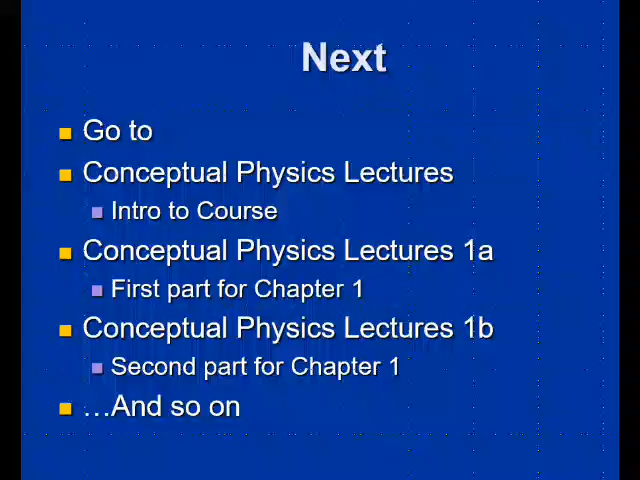 Next
Go to
Conceptual Physics Lectures
Intro to Course
Conceptual Physics Lectures 1a
First part for Chapter 1
Conceptual Physics Lectures 1b
Second part for Chapter 1
…And so on